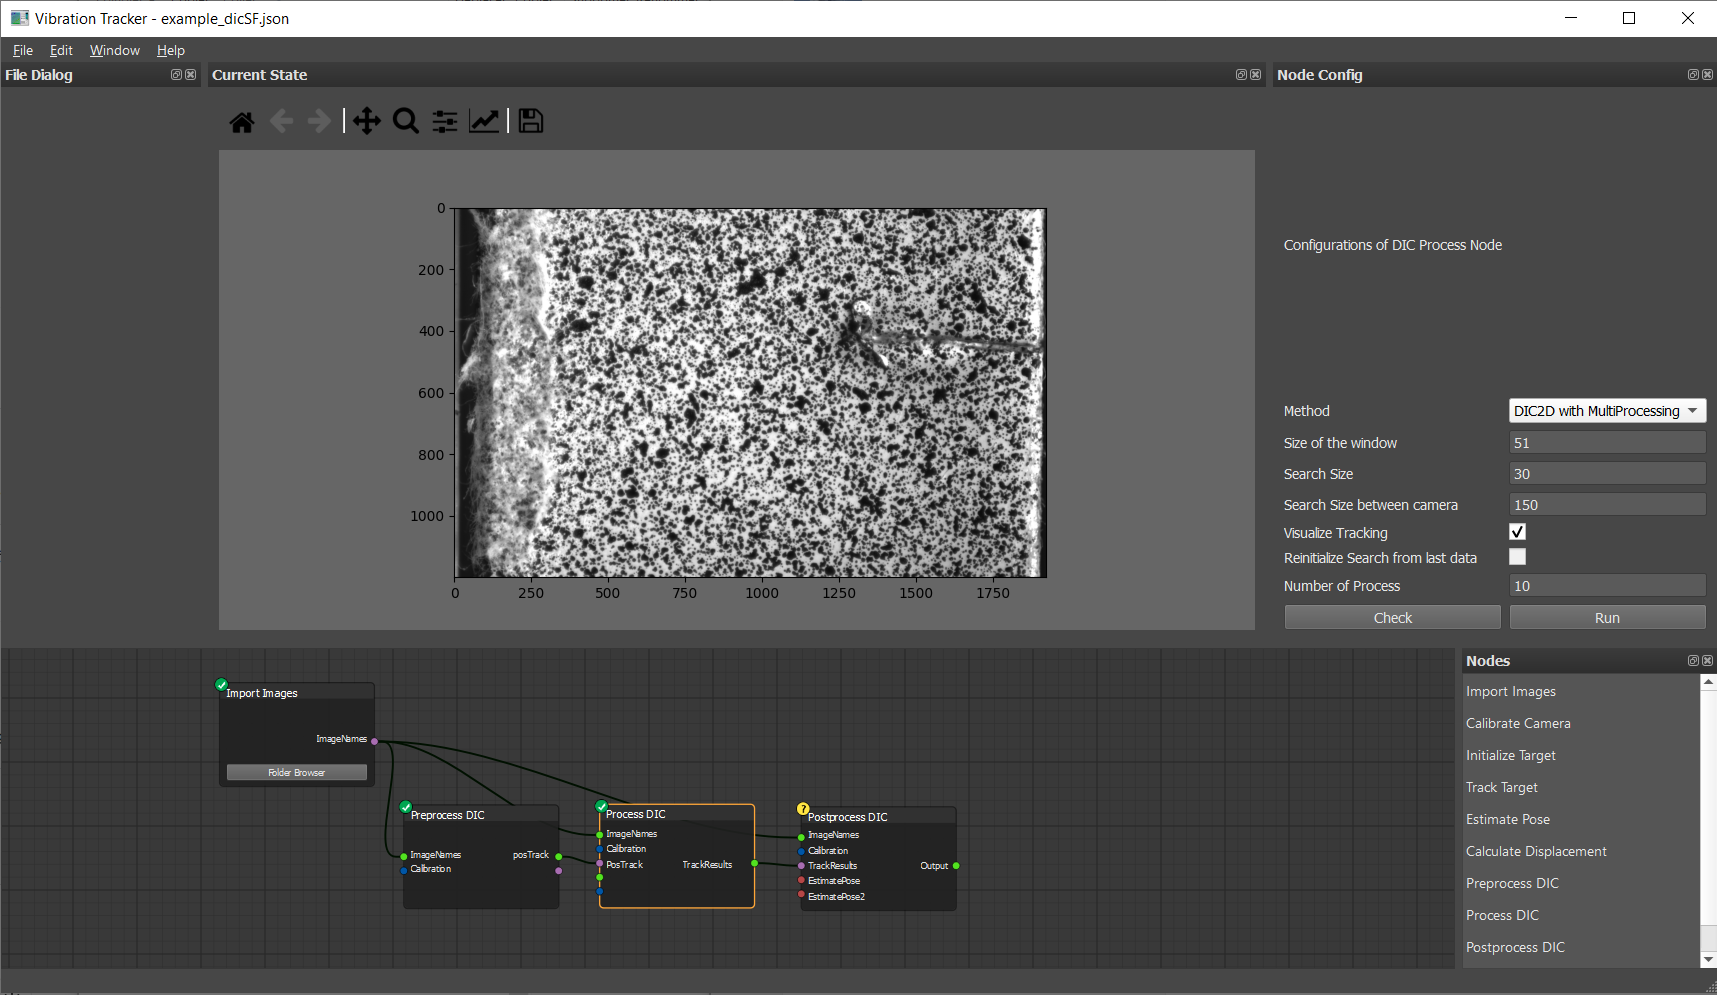 Vibration Tracker - example_dicSF.json
File Edit Window Help
File Dialog
Current State
Node Config
0
200
400
600
800
1000
0 250 500 750 1000 1250 1500 1750
Configurations of DIC Process Node
Method DIC2D with MultiProcessing
Size of the window 51
Search Size 30
Search Size between camera 150
Visualize Tracking
Reinitialize Search from last data
Number of Process 10
Check Run
Import Images
ImageNames
Folder Browser
Preprocess DIC
ImageNames posTrack
Calibration
Process DIC
ImageNames
Calibration
PosTrack TrackResults
Postprocess DIC
ImageNames
Calibration
TrackResults Output
EstimatePose
EstimatePose2
Nodes
Import Images
Calibrate Camera
Initialize Target
Track Target
Estimate Pose
Calculate Displacement
Preprocess DIC
Process DIC
Postprocess DIC